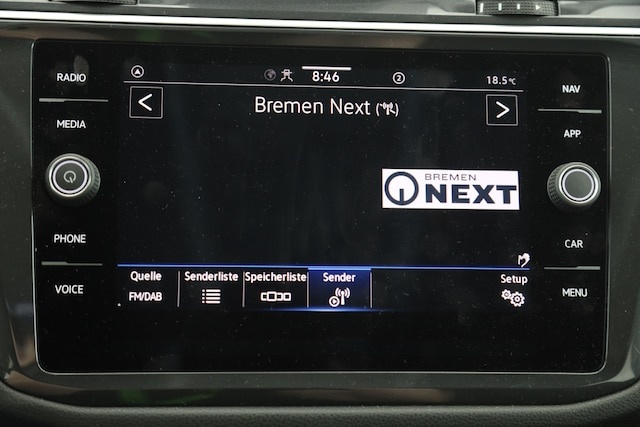 RADIO
MEDIA
PHONE
VOICE
8:46
2
18.5°C
Bremen Next
BREMEN
NEXT
Quelle
FM/DAB
Senderliste
Speicherliste
Sender
Setup
NAV
APP
CAR
MENU